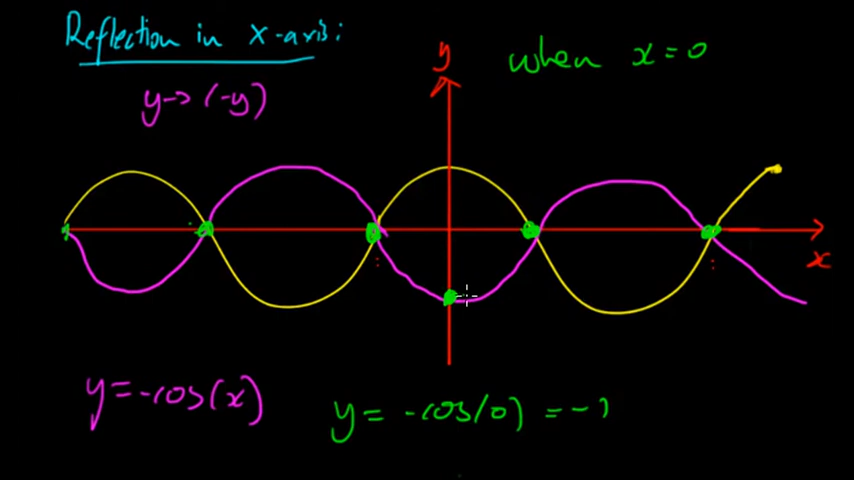 Reflection in x-axis:
y
when x=0
y→(-y)
x
y=-cos(x)
y= -cos(0) =-1